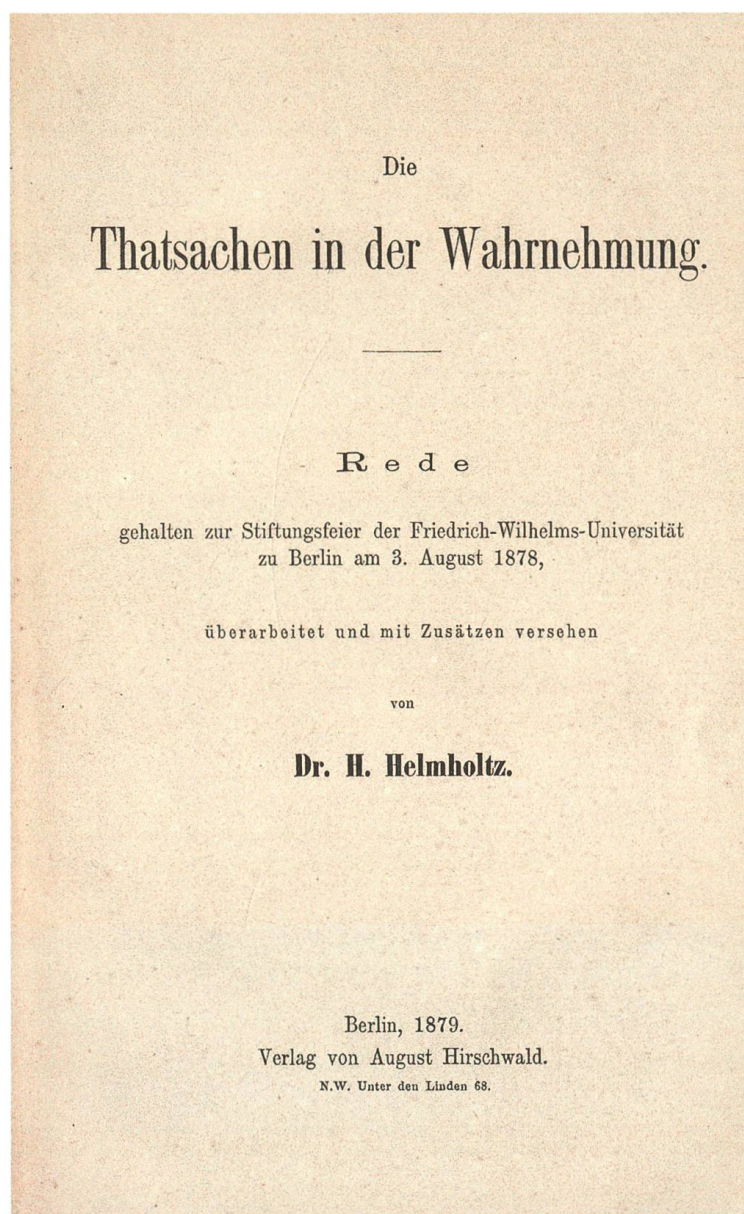 Die
Thatsachen in der Wahrnehmung.
Rede
gehalten zur Stiftungsfeier der Friedrich-Wilhelms-Universität
zu Berlin am 3. August 1878,
überarbeitet und mit Zusätzen versehen
von
Dr. H. Helmholtz.
Berlin, 1879.
Verlag von August Hirschwald.
N.W. Unter den Linden 68.